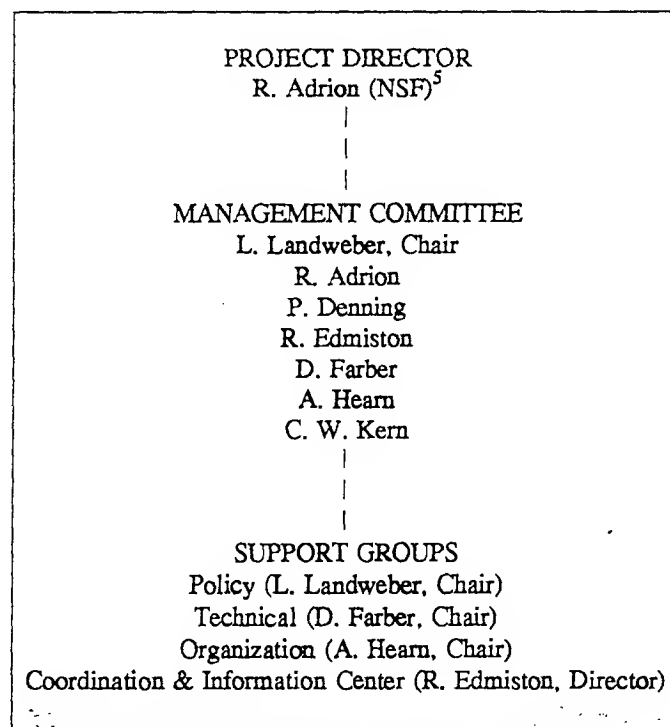 PROJECT DIRECTOR
R. Adrion (NSF)5
MANAGEMENT COMMITTEE
L. Landweber, Chair
R. Adrion
P. Denning
R. Edmiston
D. Farber
A. Hearn
C. W. Kern
SUPPORT GROUPS
Policy (L. Landweber, Chair)
Technical (D. Farber, Chair)
Organization (A. Hearn, Chair)
Coordination & Information Center (R. Edmiston, Director)